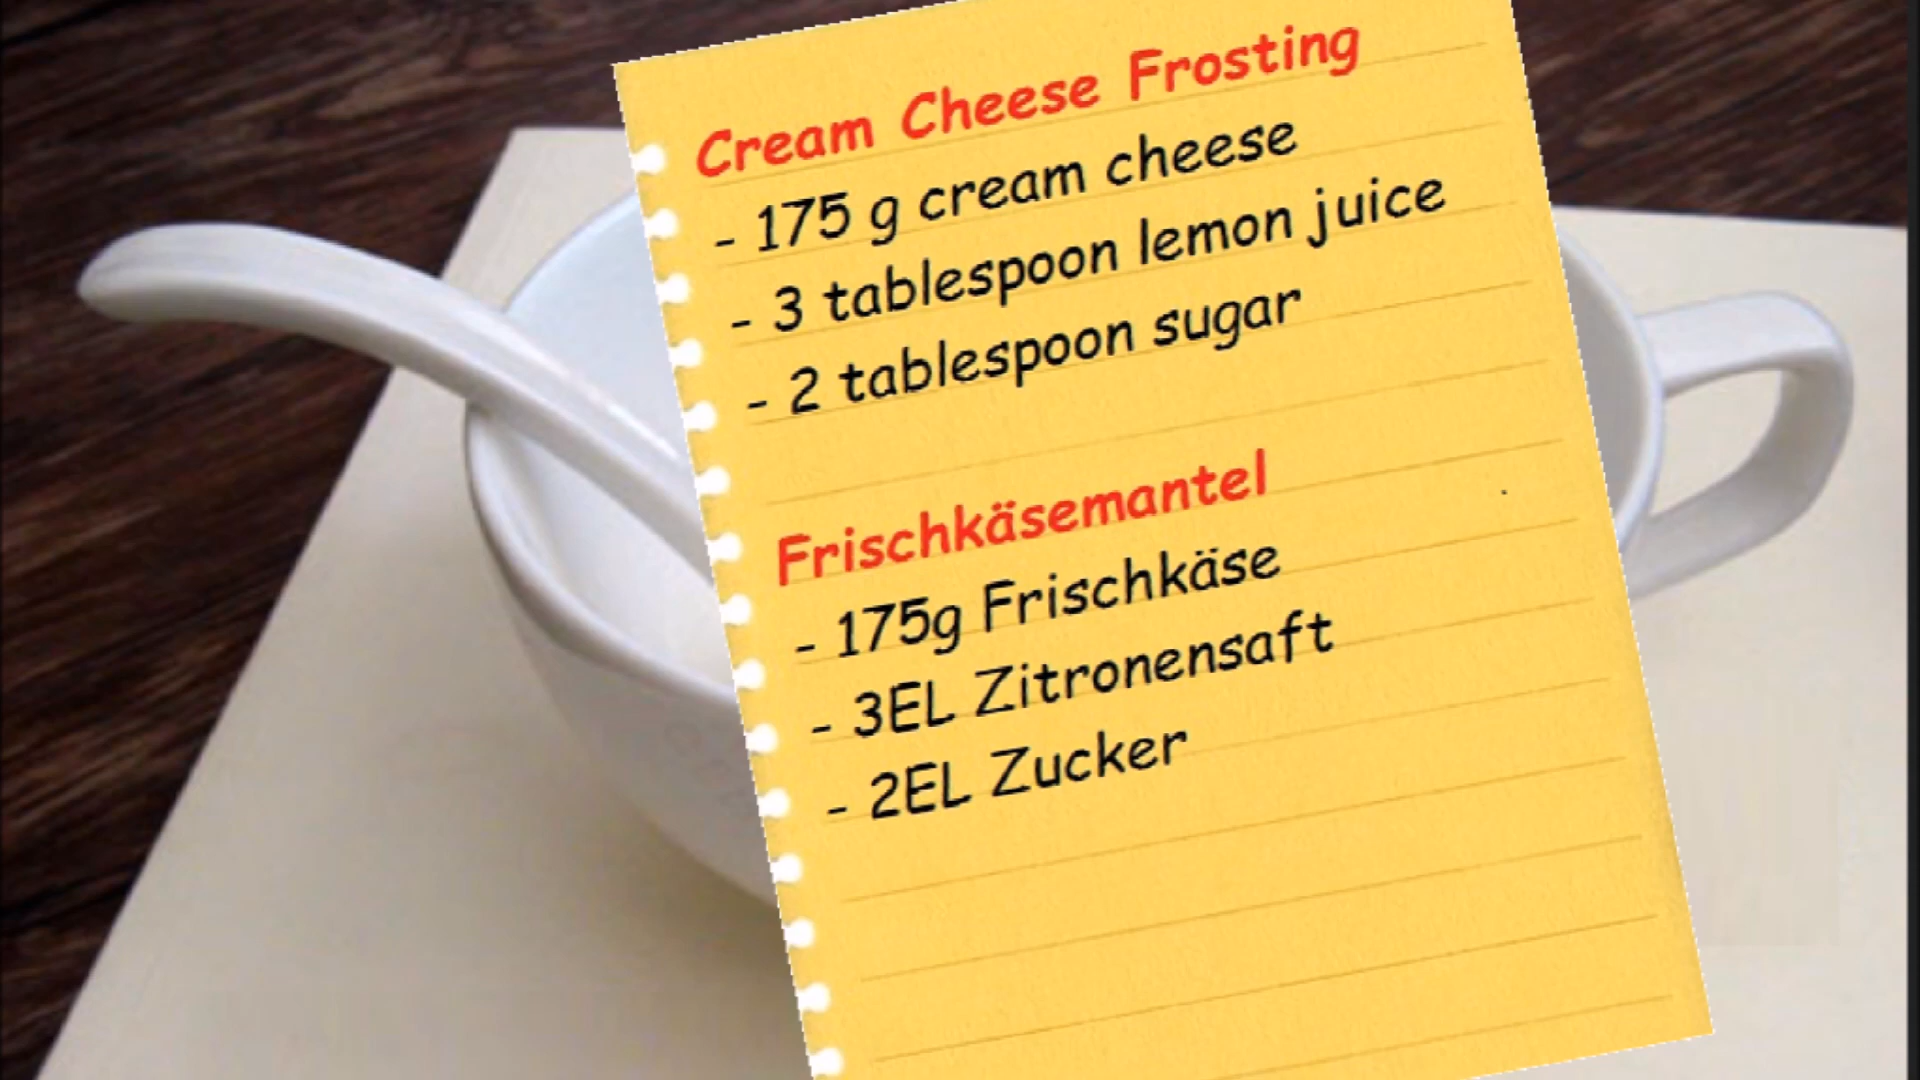 Cream Cheese Frosting
- 175 g cream cheese
- 3 tablespoon lemon juice
- 2 tablespoon sugar
Frischkäsemantel
- 175g Frischkäse
- 3EL Zitronensaft
- 2EL Zucker